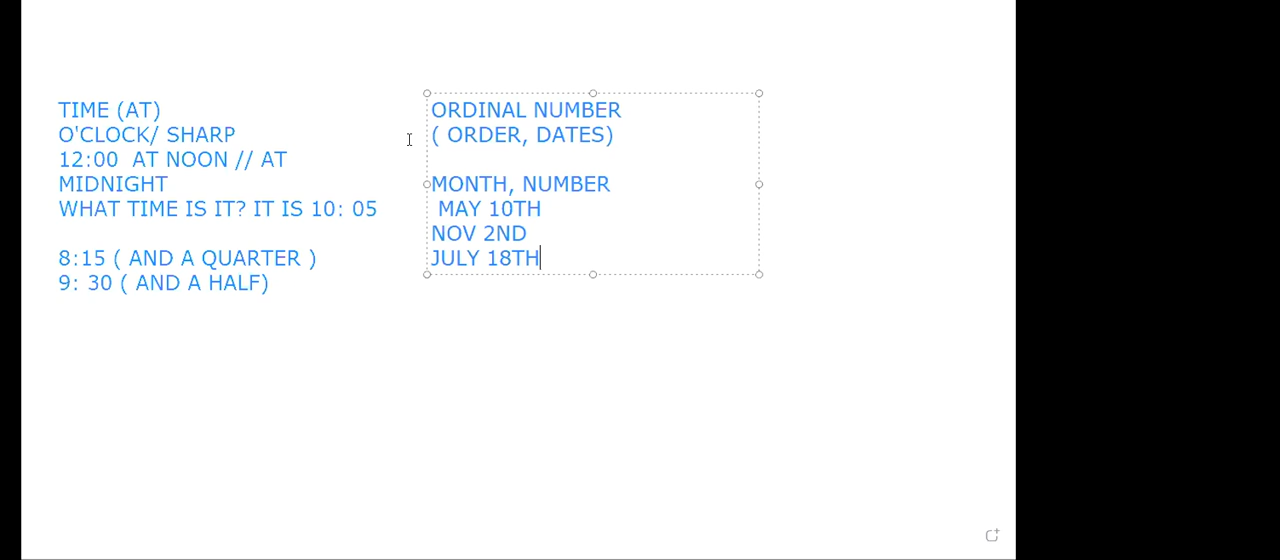 TIME (AT)
O'CLOCK/ SHARP
12:00  AT NOON // AT
MIDNIGHT
WHAT TIME IS IT? IT IS 10: 05
8:15 ( AND A QUARTER )
9: 30 ( AND A HALF)
ORDINAL NUMBER
( ORDER, DATES)
MONTH, NUMBER
MAY 10TH
NOV 2ND
JULY 18TH